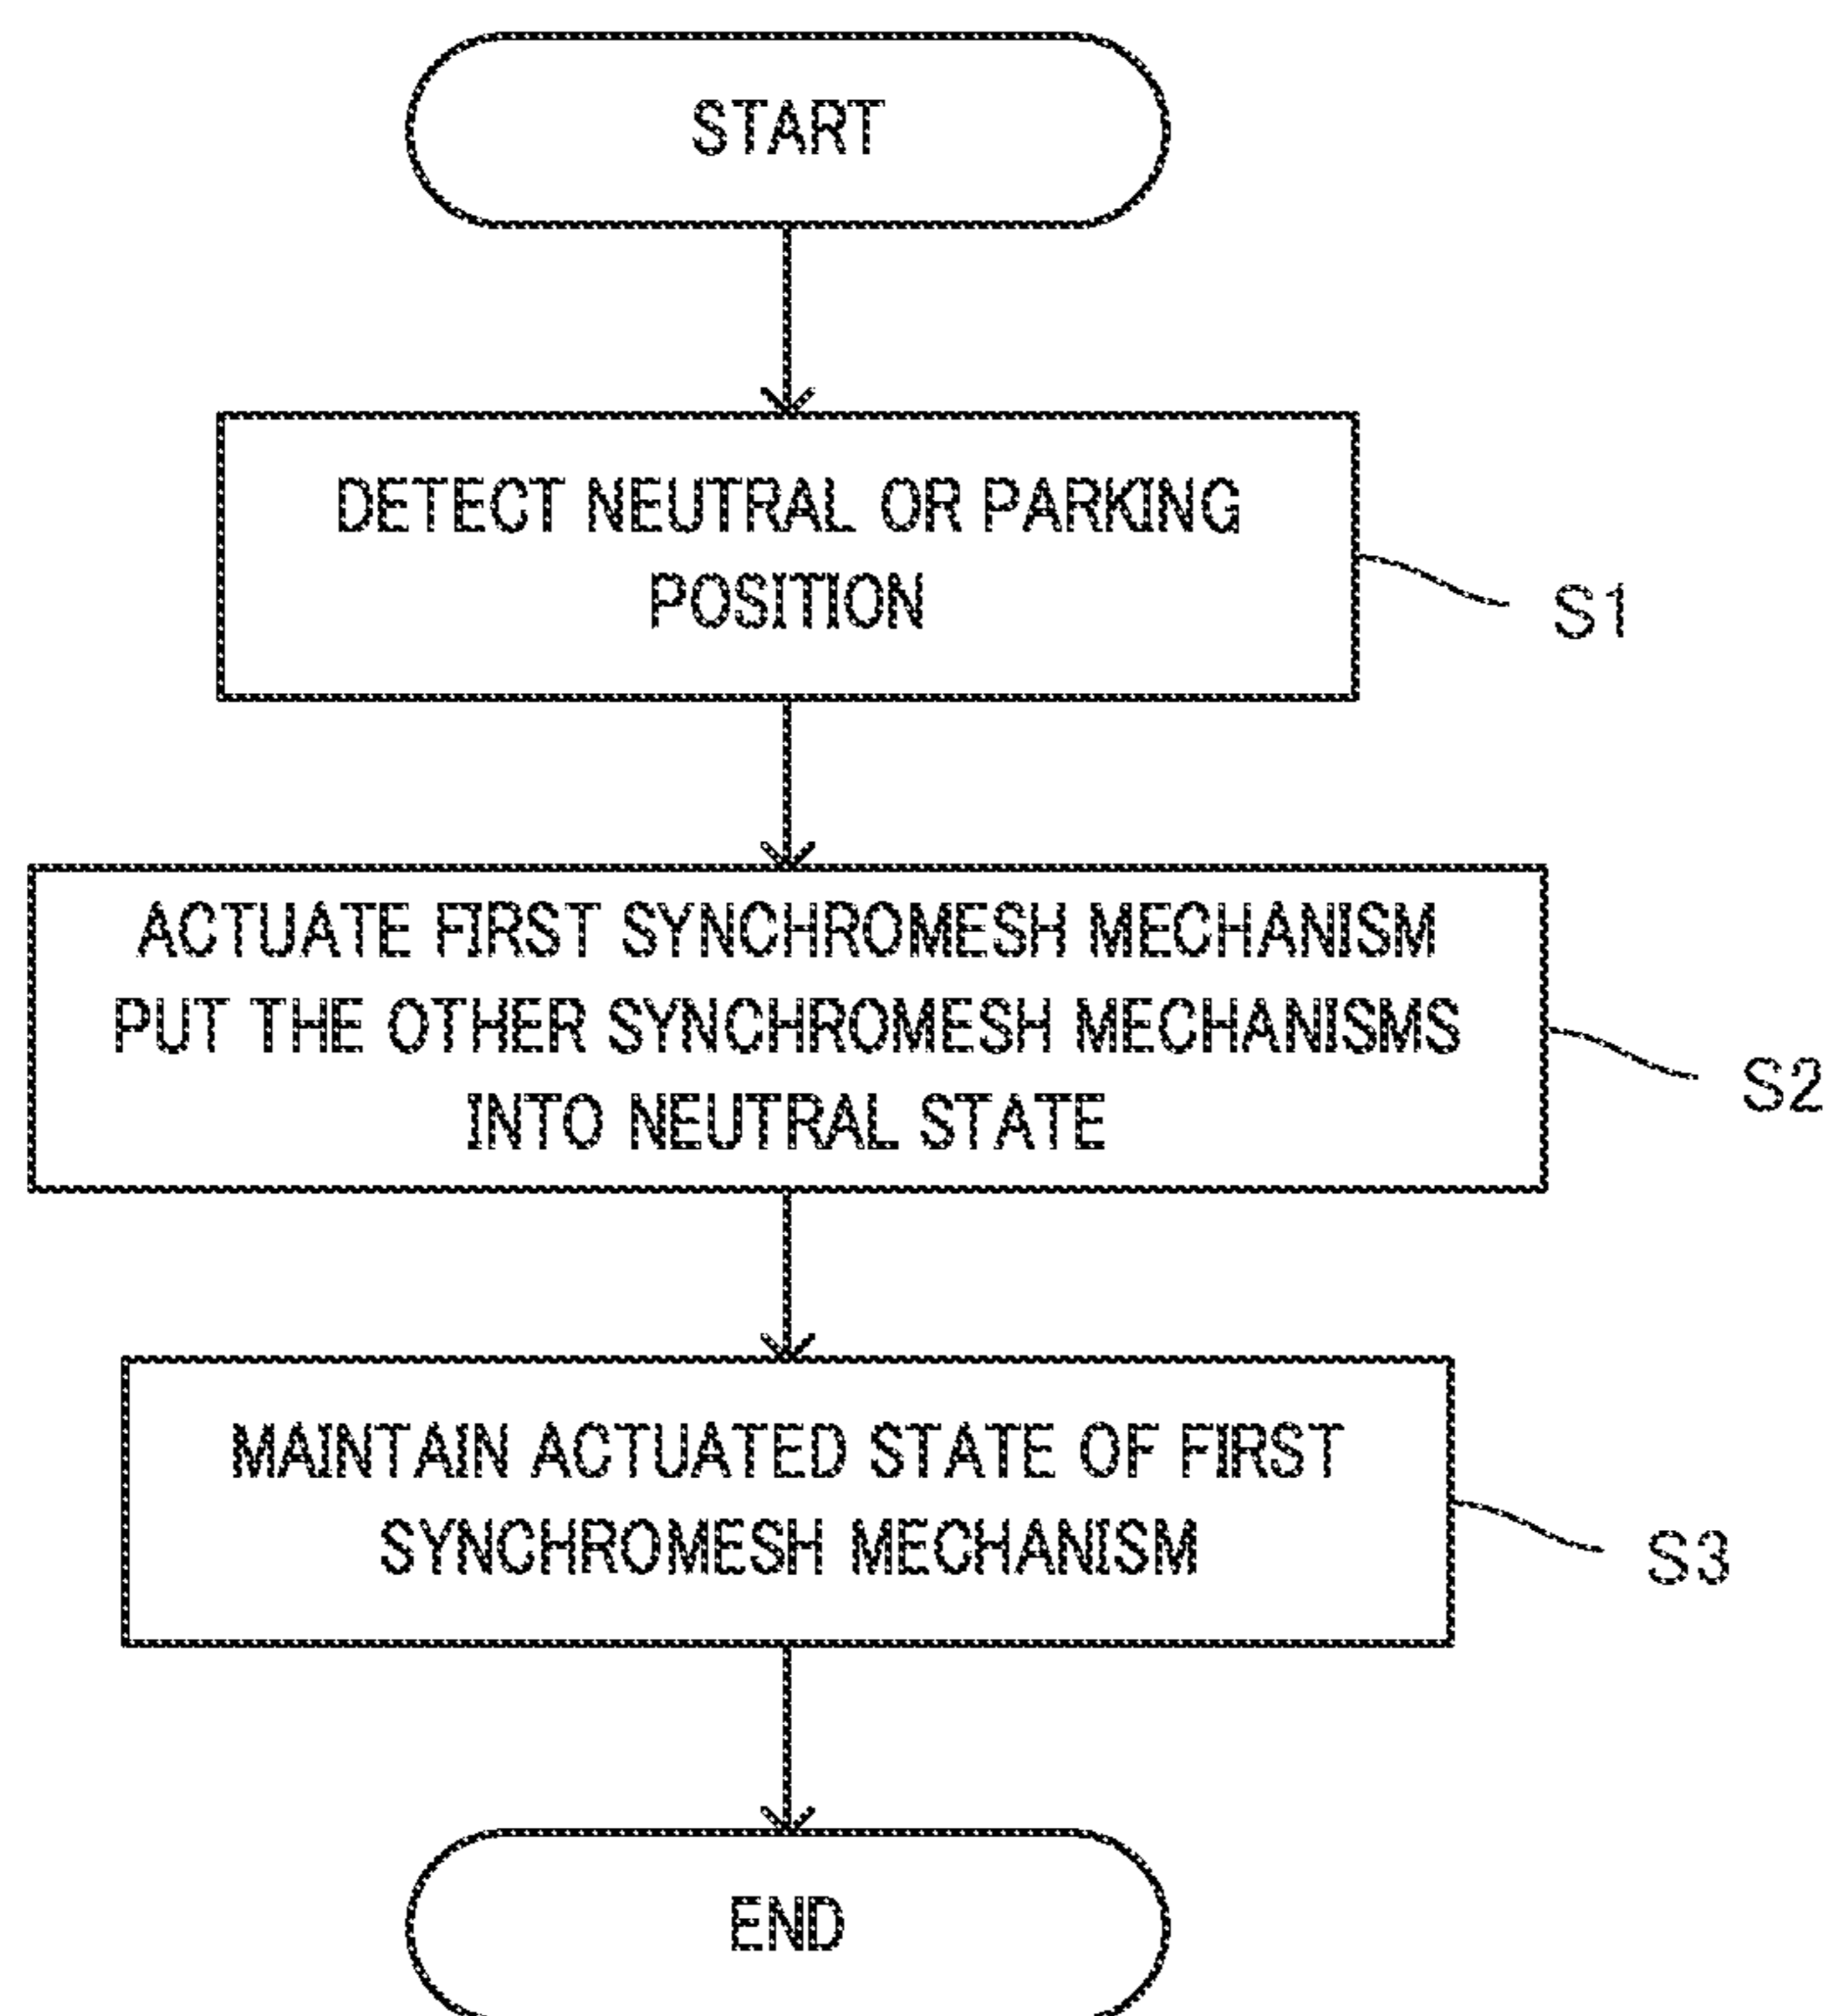 START
DETECT NEUTRAL OR PARKING
POSITION
S1
ACTUATE FIRST SYNCHROMESH MECHANISM
PUT THE OTHER SYNCHROMESH MECHANISMS
INTO NEUTRAL STATE
S2
MAINTAIN ACTUATED STATE OF FIRST
SYNCHROMESH MECHANISM
S3
END